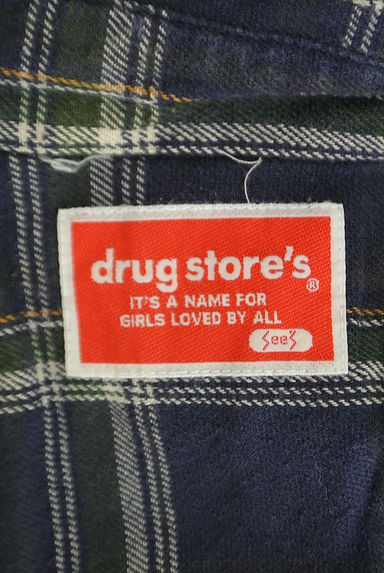 drug store's®
IT'S A NAME FOR
GIRLS LOVED BY ALL
See's